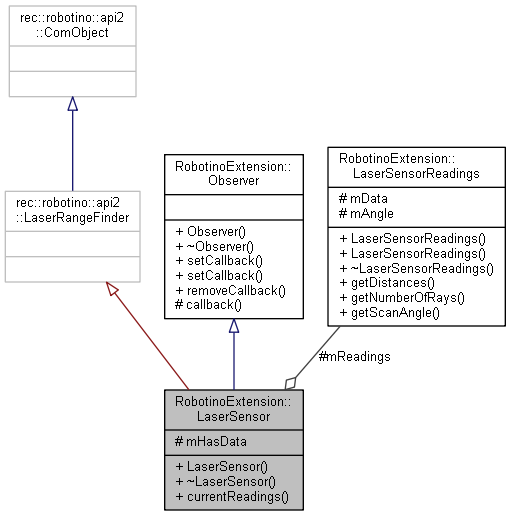 rec::robotino::api2
::ComObject
rec::robotino::api2
::LaserRangeFinder
RobotinoExtension::
Observer
+ Observer()
+ ~Observer()
+ setCallback()
+ setCallback()
+ removeCallback()
# callback()
RobotinoExtension::
LaserSensorReadings
# mData
# mAngle
+ LaserSensorReadings()
+ LaserSensorReadings()
+ ~LaserSensorReadings()
+ getDistances()
+ getNumberOfRays()
+ getScanAngle()
#mReadings
RobotinoExtension::
LaserSensor
# mHasData
+ LaserSensor()
+ ~LaserSensor()
+ currentReadings()